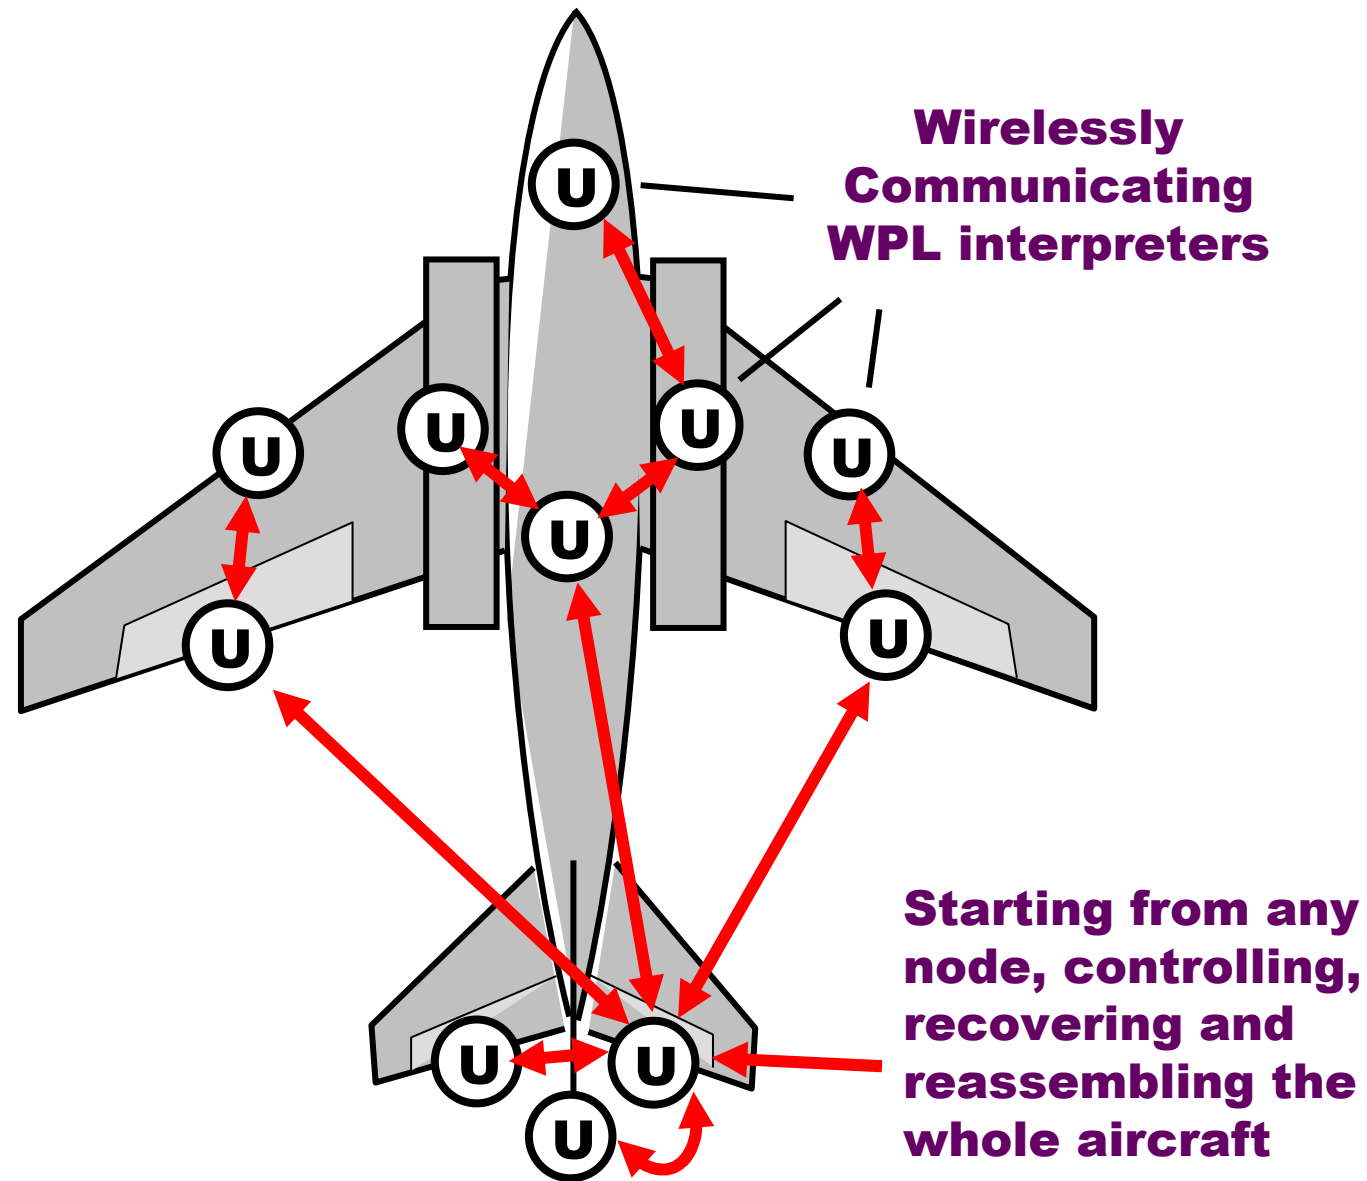 Wirelessly
Communicating
WPL interpreters
U
U
U
U
U
U
U
U
Starting from any
node, controlling,
recovering and
reassembling the
whole aircraft
U
U
U